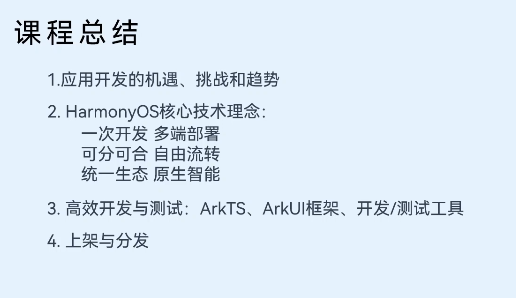 课程总结
1.应用开发的机遇、挑战和趋势
2. HarmonyOS核心技术理念：
一次开发 多端部署
可分可合 自由流转
统一生态 原生智能
3. 高效开发与测试：ArkTS、ArkUI框架、开发/测试工具
4. 上架与分发